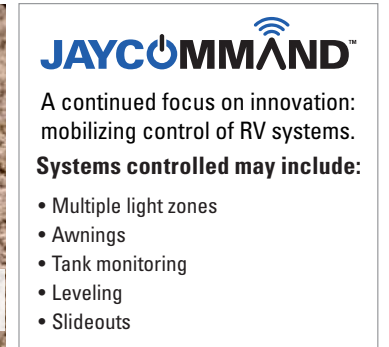 JAYCOMMAND™
A continued focus on innovation:
mobilizing control of RV systems.
Systems controlled may include:
• Multiple light zones
• Awnings
• Tank monitoring
• Leveling
• Slideouts